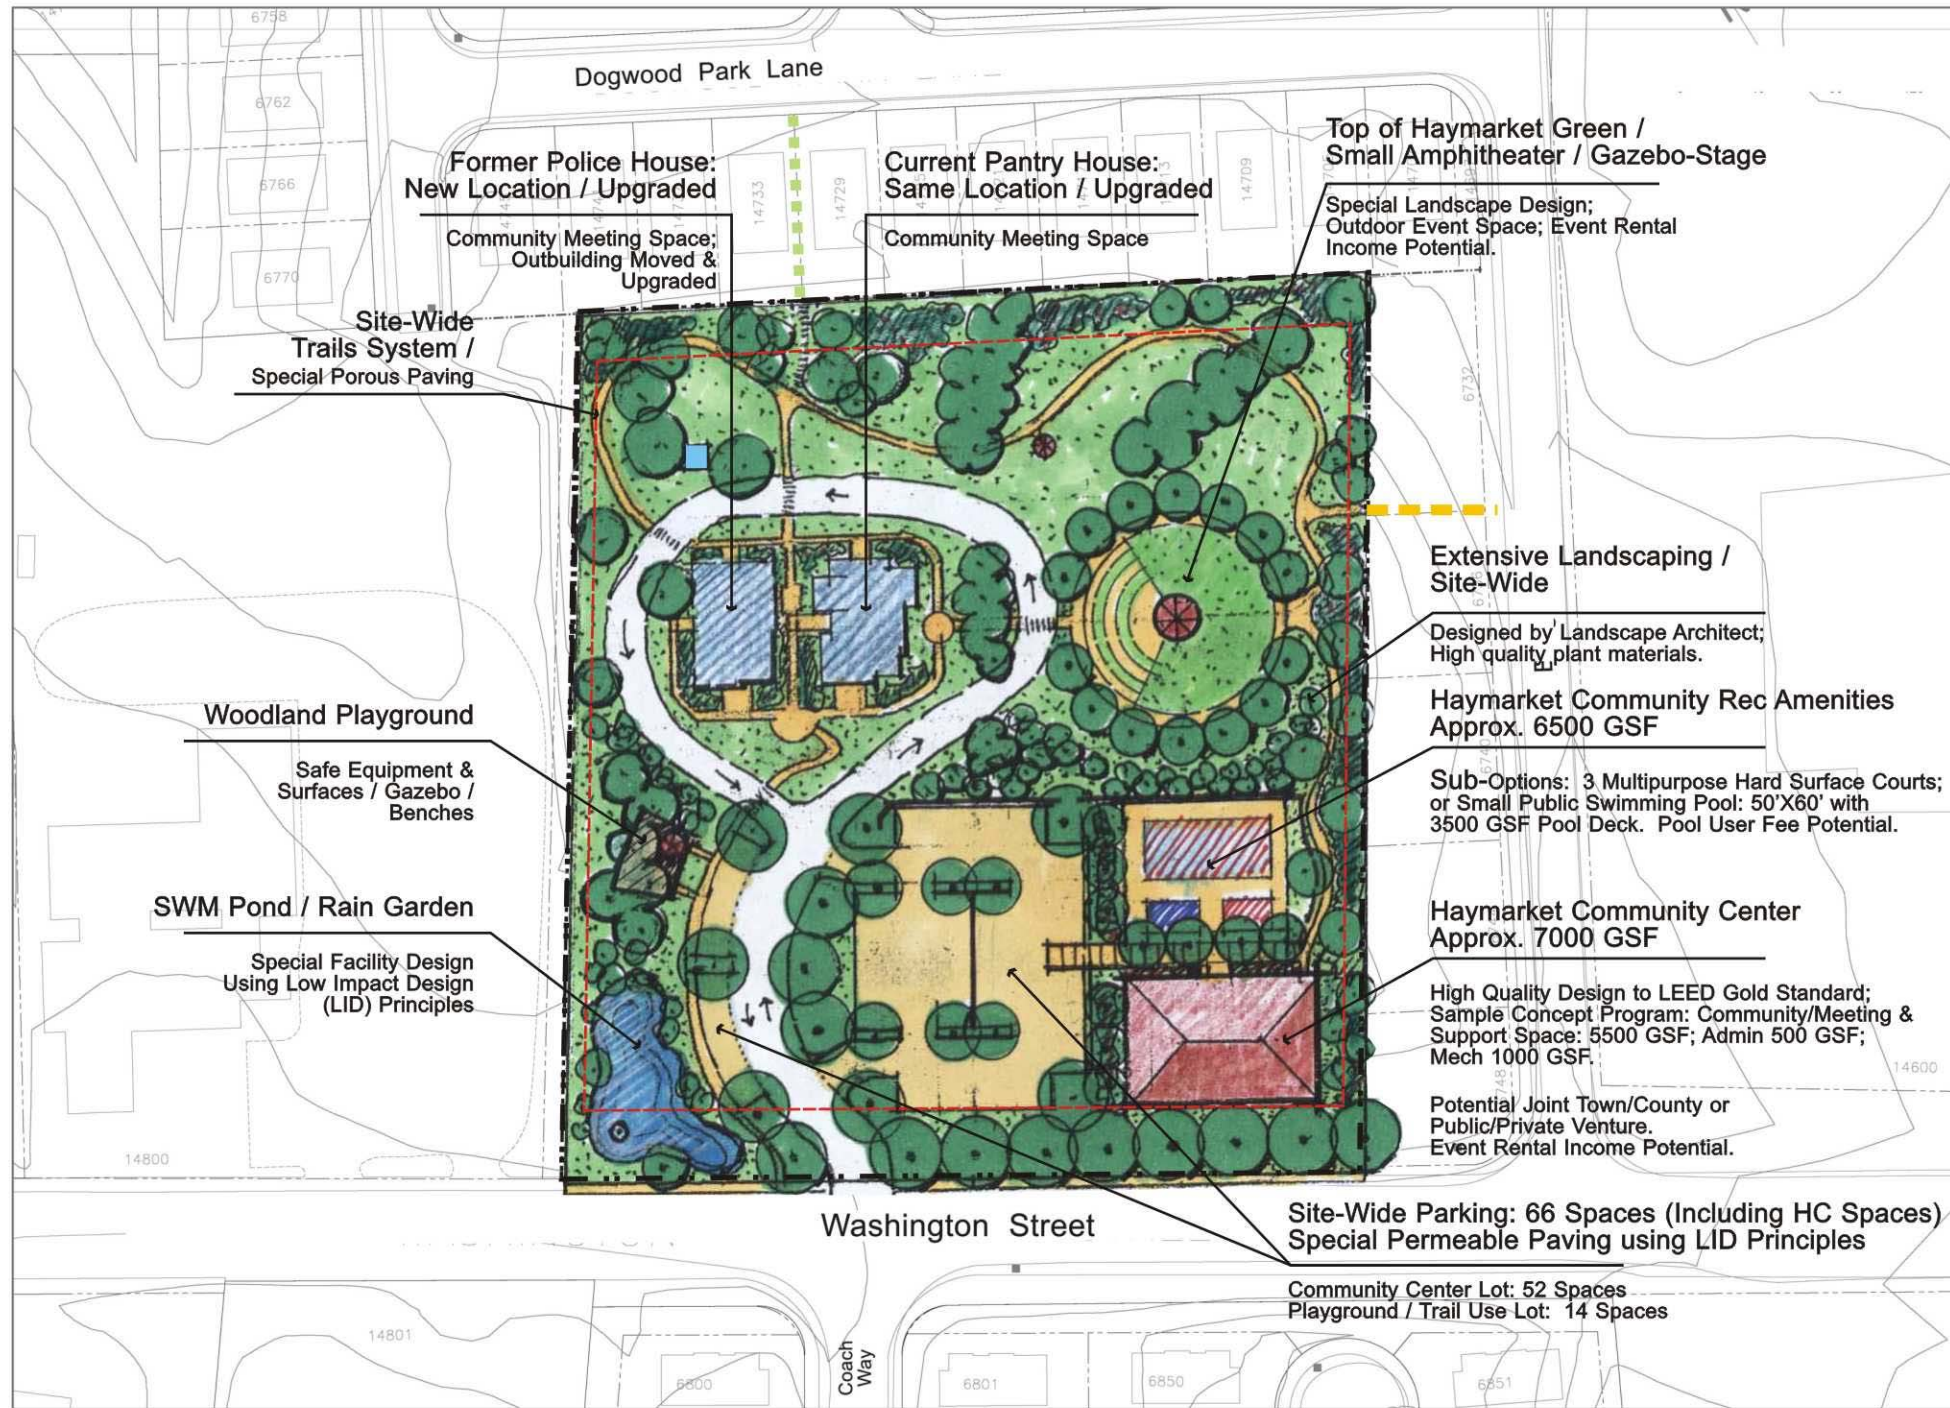 6758
Dogwood Park Lane
6762
6766
6770
14733
14729
14709
Former Police House:
New Location / Upgraded
Community Meeting Space;
Outbuilding Moved &
Upgraded
Current Pantry House:
Same Location / Upgraded
Community Meeting Space
Top of Haymarket Green /
Small Amphitheater / Gazebo-Stage
Special Landscape Design;
Outdoor Event Space; Event Rental
Income Potential.
Site-Wide
Trails System /
Special Porous Paving
6732
Extensive Landscaping /
Site-Wide
Designed by Landscape Architect;
High quality plant materials.
Woodland Playground
Safe Equipment &
Surfaces / Gazebo /
Benches
Haymarket Community Rec Amenities
Approx. 6500 GSF
6740
Sub-Options: 3 Multipurpose Hard Surface Courts;
or Small Public Swimming Pool: 50'X60' with
3500 GSF Pool Deck. Pool User Fee Potential.
SWM Pond / Rain Garden
Special Facility Design
Using Low Impact Design
(LID) Principles
Haymarket Community Center
Approx. 7000 GSF
High Quality Design to LEED Gold Standard;
Sample Concept Program: Community/Meeting &
Support Space: 5500 GSF; Admin 500 GSF;
Mech 1000 GSF.
Potential Joint Town/County or
Public/Private Venture.
Event Rental Income Potential.
14600
14800
Washington Street
Site-Wide Parking: 66 Spaces (Including HC Spaces)
Special Permeable Paving using LID Principles
Community Center Lot: 52 Spaces
Playground / Trail Use Lot: 14 Spaces
14801
Coach
Way
6800
6801
6850
6851